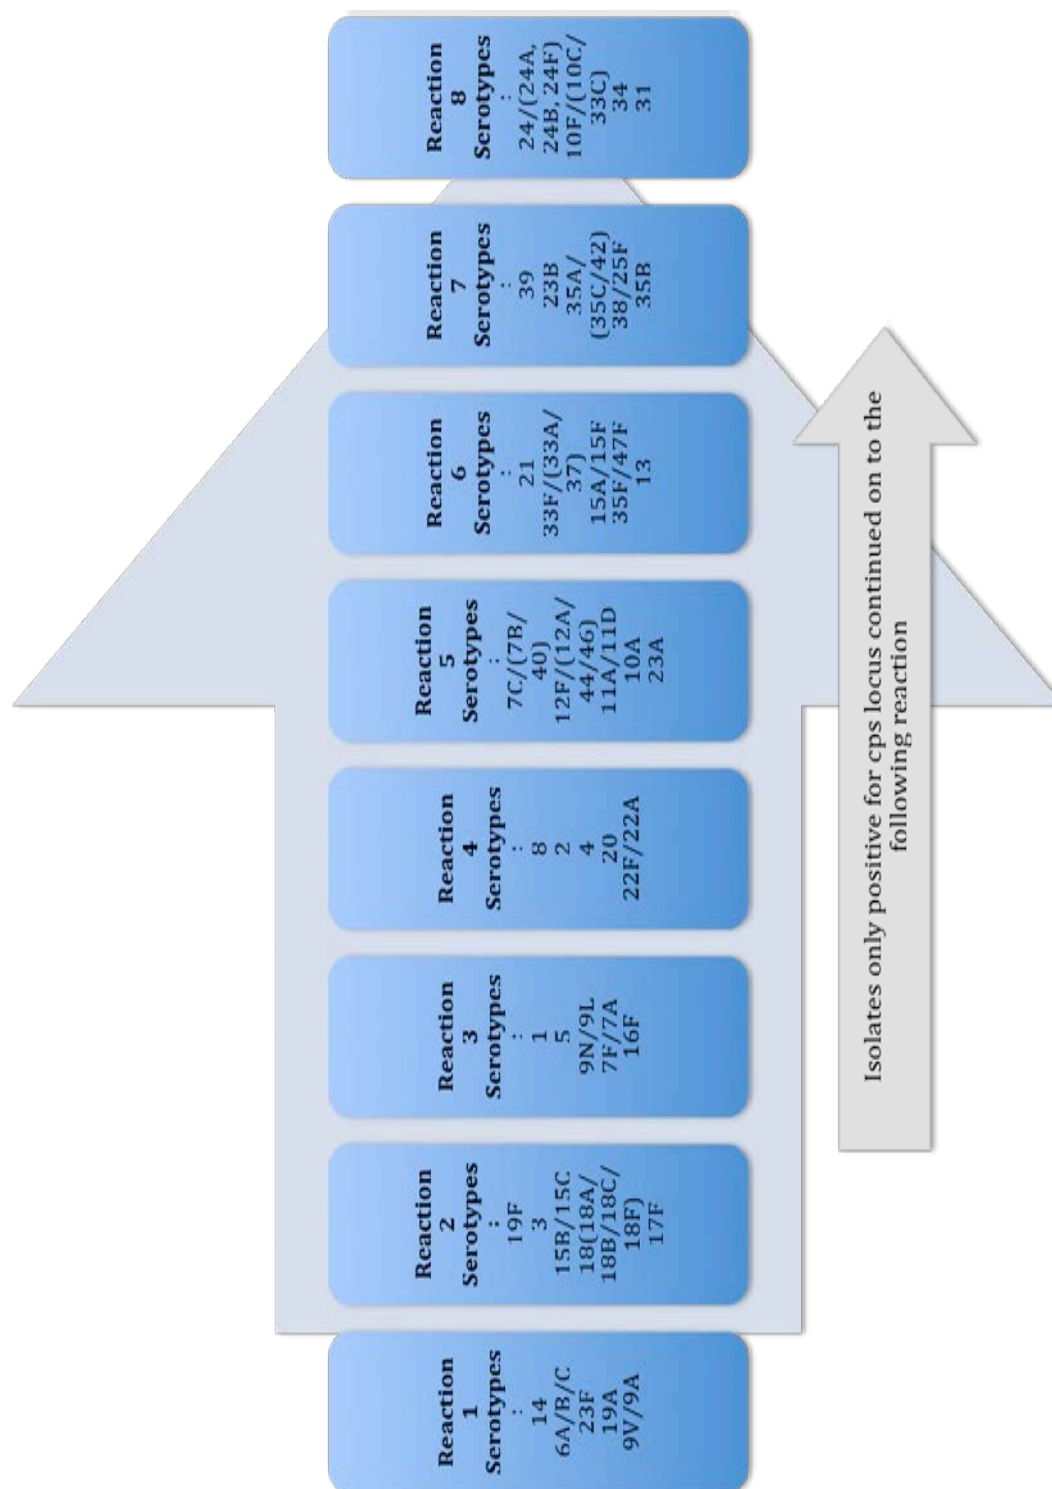 Reaction
1
Serotypes
:
14
6A/B/C
23F
19A
9V/9A
Reaction
2
Serotypes
:
19F
3
15B/15C
18(18A/
18B/18C/
18F)
17F
Reaction
3
Serotypes
:
1
5
9N/9L
7F/7A
16F
Reaction
4
Serotypes
:
8
2
4
20
22F/22A
Reaction
5
Serotypes
:
7C/(7B/
40)
12F/(12A/
44/46)
11A/11D
10A
23A
Reaction
6
Serotypes
:
21
33F/(33A/
37)
15A/15F
35F/47F
13
Reaction
7
Serotypes
:
39
23B
35A/
(35C/42)
38/25F
35B
Reaction
8
Serotypes
:
24/(24A,
24B, 24F)
10F/(10C/
33C)
34
31
Isolates only positive for cps locus continued on to the
following reaction